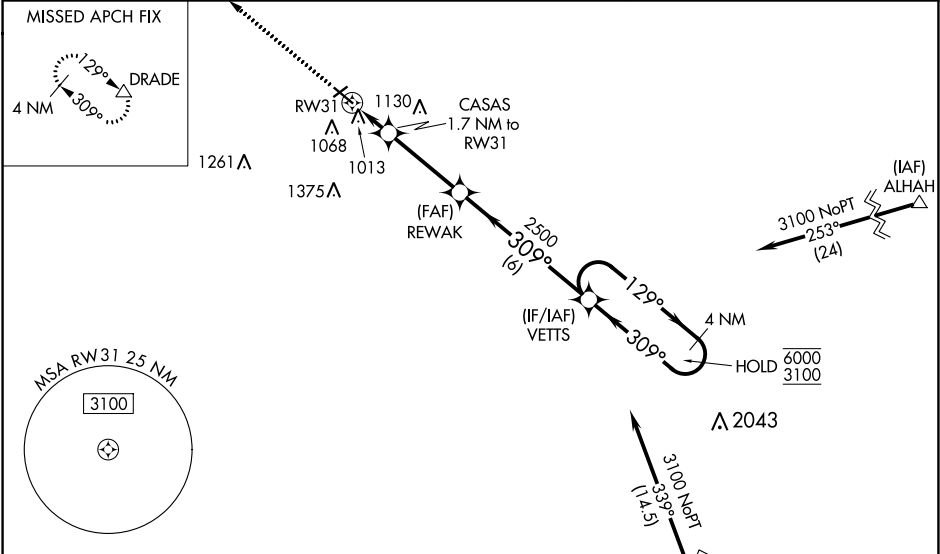 MISSED APCH FIX
129°
DRADE
4 NM
309°
RW31
1130
CASAS
1.7 NM to
RW31
1068
1013
1261
1375
(FAF)
REWAK
2500
309°
(6)
(IAF)
ALHAH
3100 NoPT
253°
(24)
(IF/IAF)
VETTS
129°
4 NM
309°
HOLD
6000
3100
2043
MSA RW31 25 NM
3100
3100 NoPT
339°
(14.5)